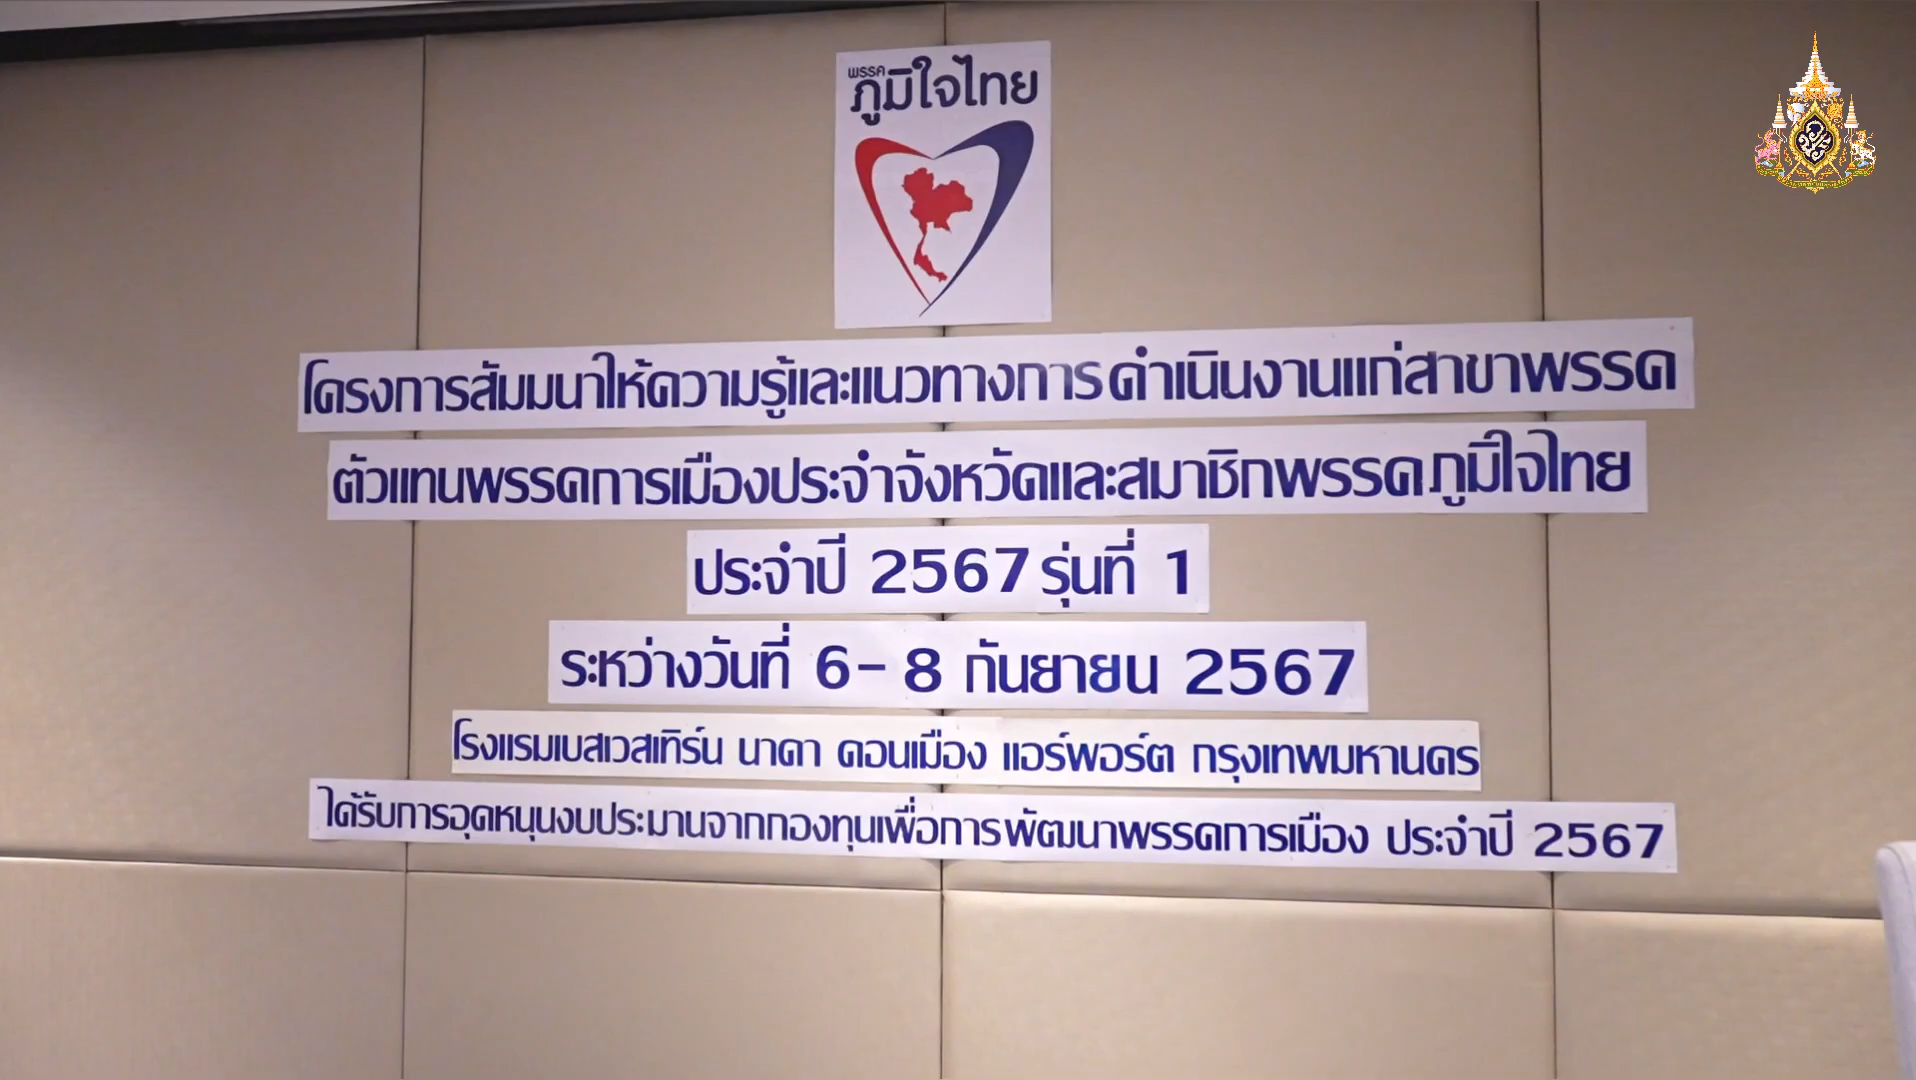 พรรค
ภูมิใจไทย
โครงการสัมมนาให้ความรู้และแนวทางการดำเนินงานแก่สาขาพรรค
ตัวแทนพรรคการเมืองประจำจังหวัดและสมาชิกพรรคภูมิใจไทย
ประจำปี 2567 รุ่นที่ 1
ระหว่างวันที่ 6- 8 กันยายน 2567
โรงแรมเบสเวสเทิร์น นาดา ดอนเมือง แอร์พอร์ต กรุงเทพมหานคร
ได้รับการอุดหนุนงบประมานจากกองทุนเพื่อการพัฒนาพรรคการเมือง ประจำปี 2567